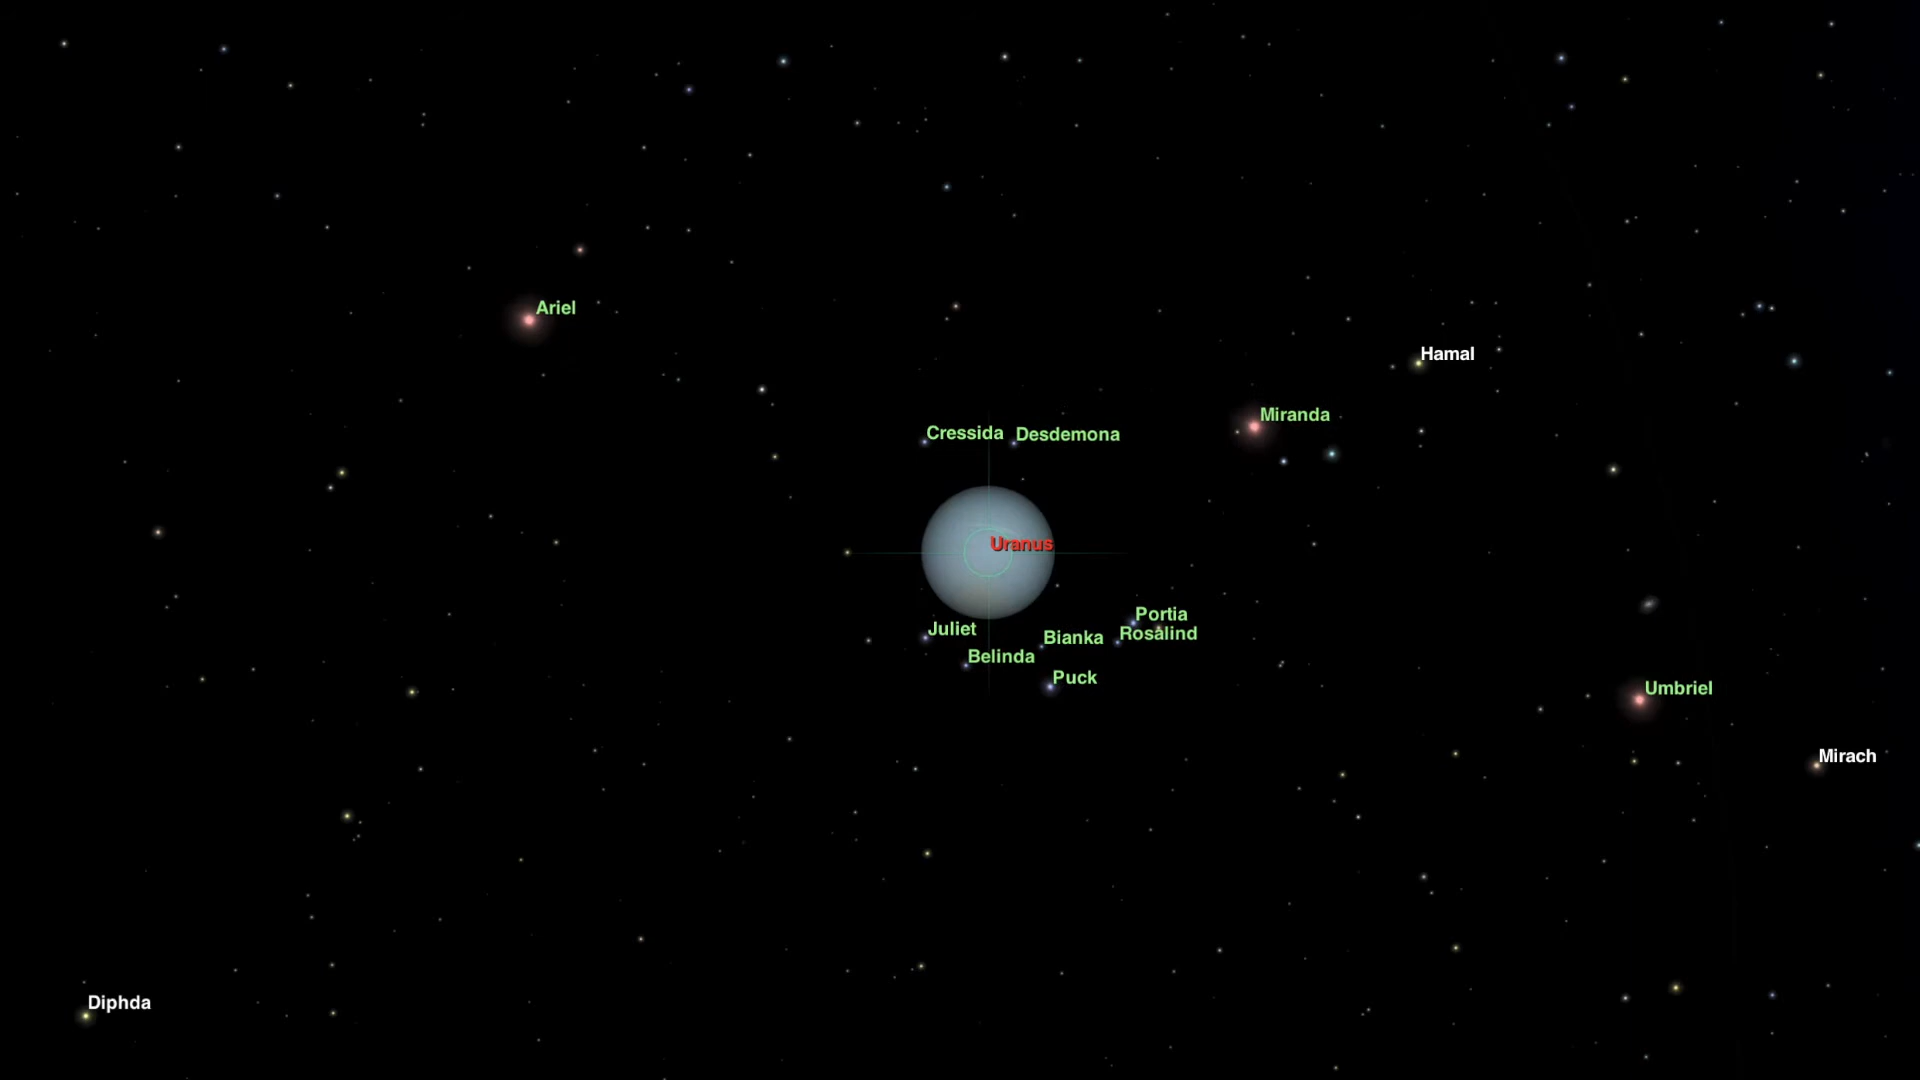 Ariel
Hamal
Miranda
Cressida
Desdemona
Uranus
Portia
Juliet
Bianka
Rosalind
Belinda
Puck
Umbriel
Mirach
Diphda